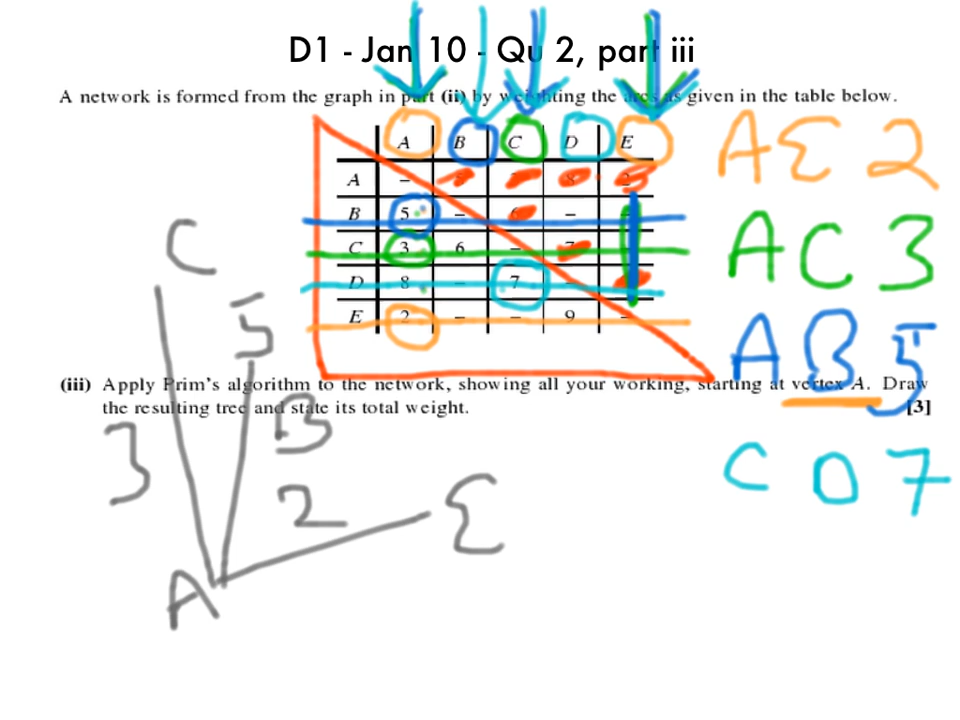 D1 - Jan 10 - Qu 2, part iii
A network is formed from the graph in part (ii) by weighting the arcs as given in the table below.
A B C D E
A –
B 5 – –
C 3 6 –
D 8 – 7 –
E 2 – – 9 –
AE 2
AC 3
AB 5
CD 7
(iii) Apply Prim's algorithm to the network, showing all your working, starting at vertex A. Draw
the resulting tree and state its total weight. [3]
C
5
B
3
2
E
A